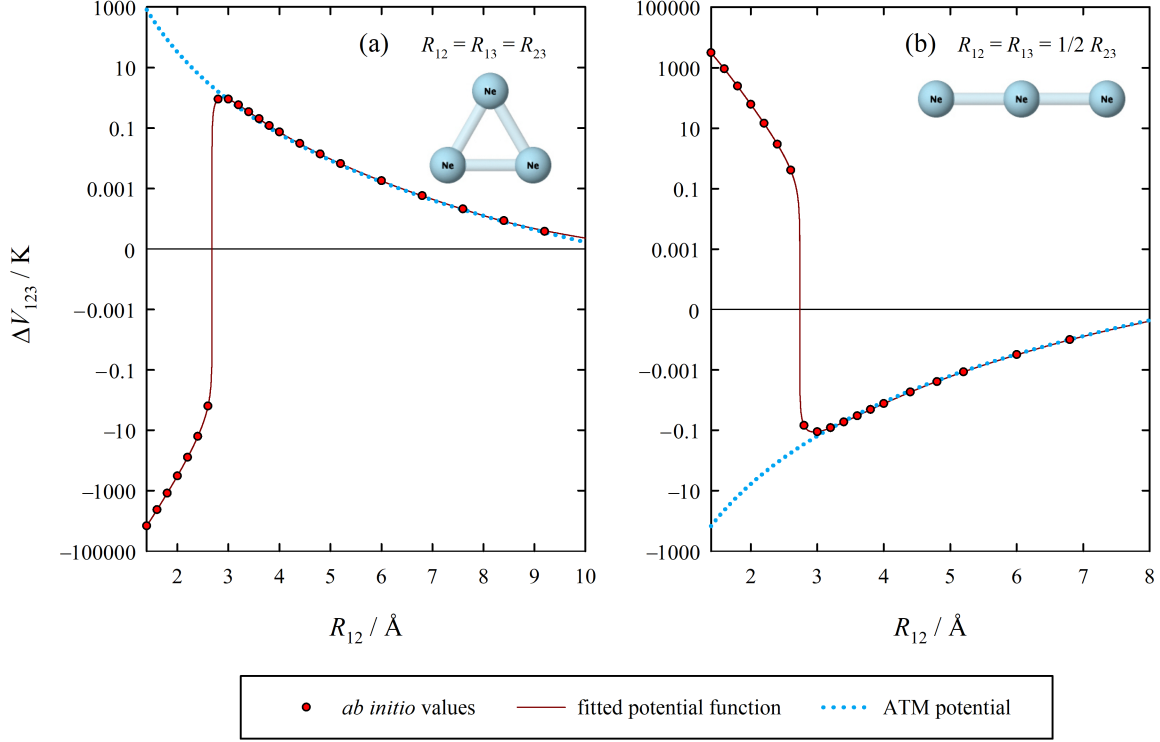 (a) R₁₂ = R₁₃ = R₂₃
Ne
Ne Ne
1000
10
0.1
0.001
0
−0.001
−0.1
−10
−1000
−100000
2 3 4 5 6 7 8 9 10
R₁₂ / Å
ΔV₁₂₃ / K
(b) R₁₂ = R₁₃ = 1/2 R₂₃
Ne Ne Ne
100000
1000
10
0.1
0.001
0
−0.001
−0.1
−10
−1000
2 3 4 5 6 7 8
R₁₂ / Å
ab initio values fitted potential function ATM potential